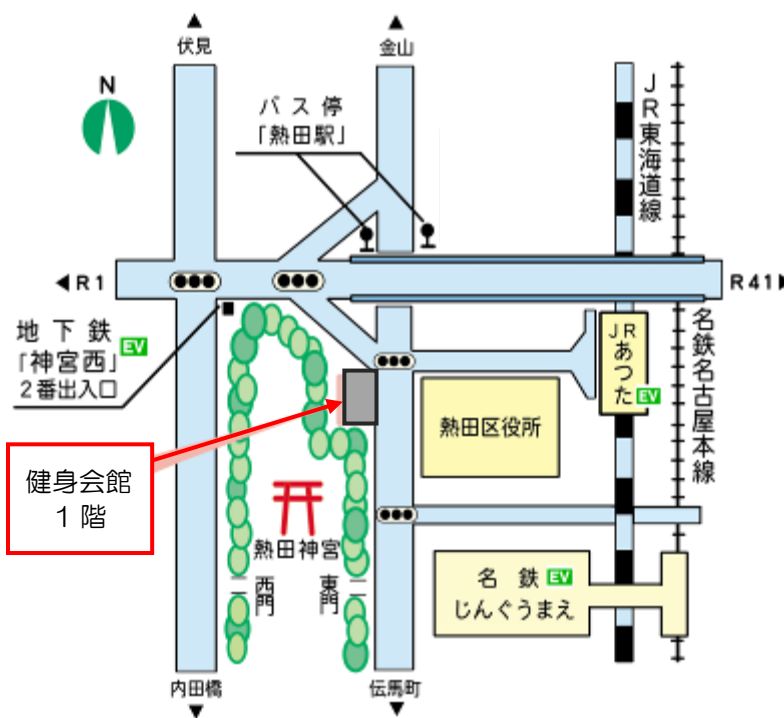 ▲
伏見
▲
金山
N
バス停
「熱田駅」
JR東海道線
◀R1
R41▶
地下鉄
「神宮西」
2番出入口
EV
名鉄名古屋本線
JR
あつた
EV
熱田区役所
健身会館
1階
熱田神宮
西門
東門
名鉄 EV
じんぐうまえ
内田橋
▼
伝馬町
▼